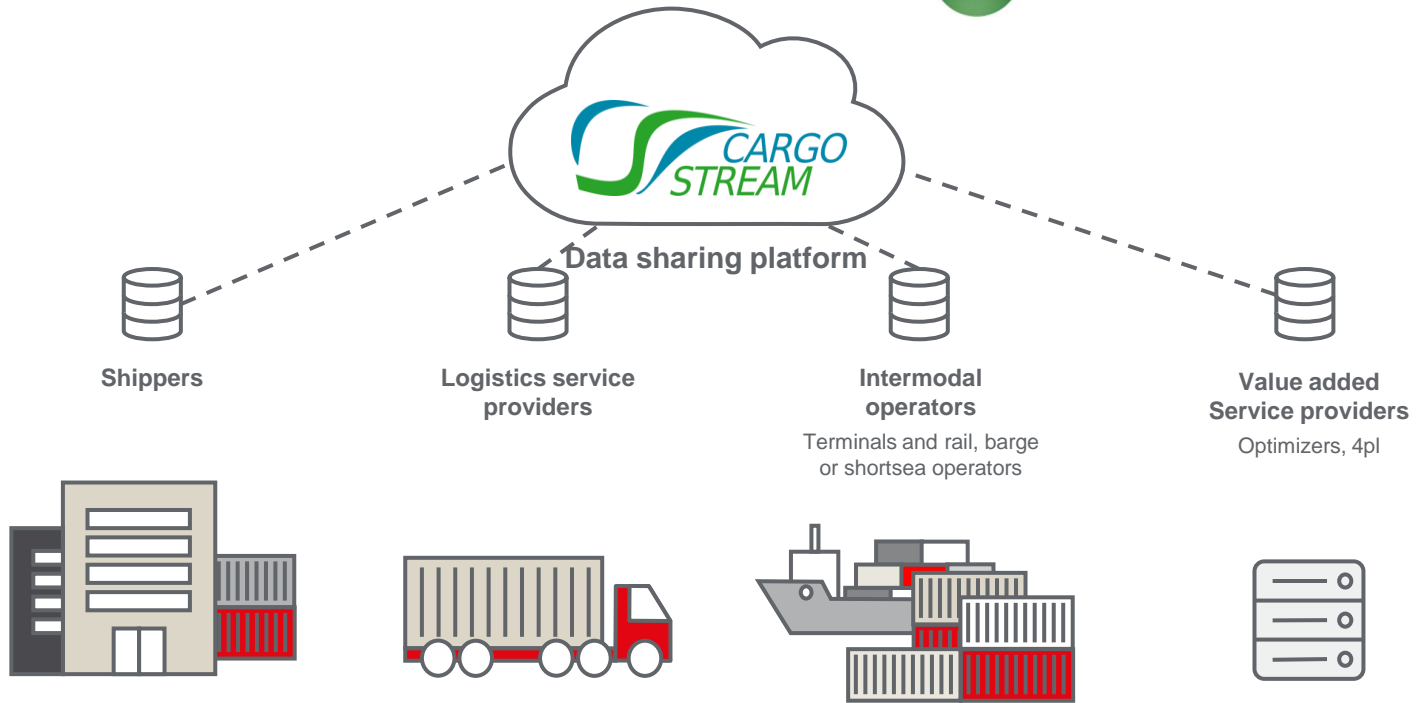 CARGO
STREAM
Data sharing platform
Shippers
Logistics service
providers
Intermodal
operators
Terminals and rail, barge
or shortsea operators
Value added
Service providers
Optimizers, 4pl